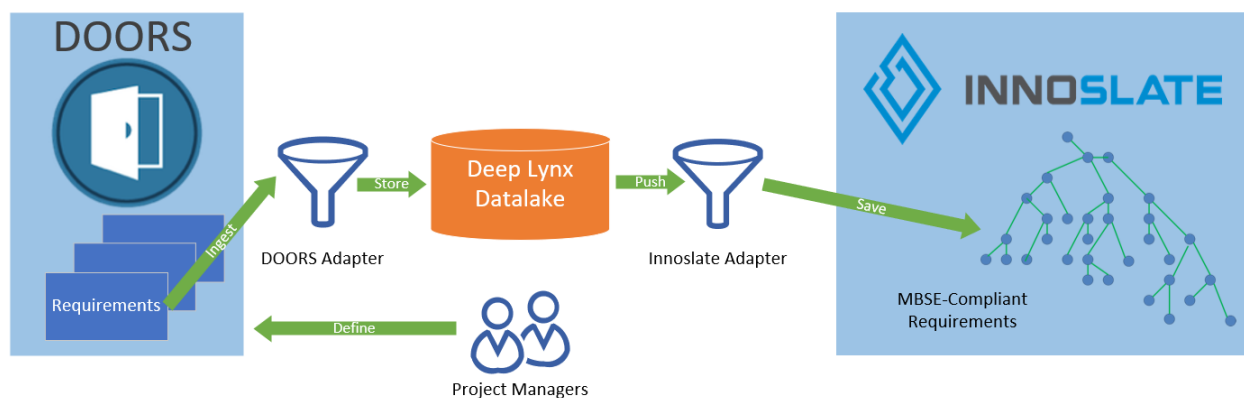 DOORS
INNOSLATE
Ingest
Store
Deep Lynx
Datalake
Push
Save
DOORS Adapter
Innoslate Adapter
Requirements
MBSE-Compliant
Requirements
Define
Project Managers